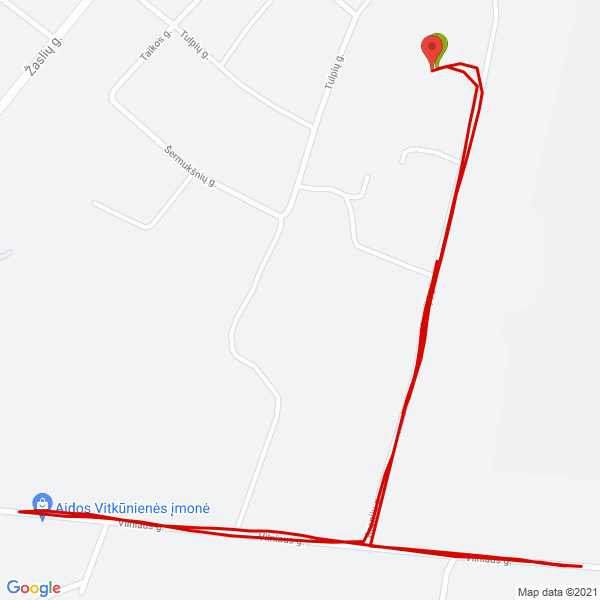 Žaslių g.
Taikos g.
Tulpių g.
Tulpių g.
Šermukšnių g.
Aidos Vitkūnienės įmonė
Vilniaus g.
Vilniaus g.
Vilniaus g.
Google
Map data ©2021